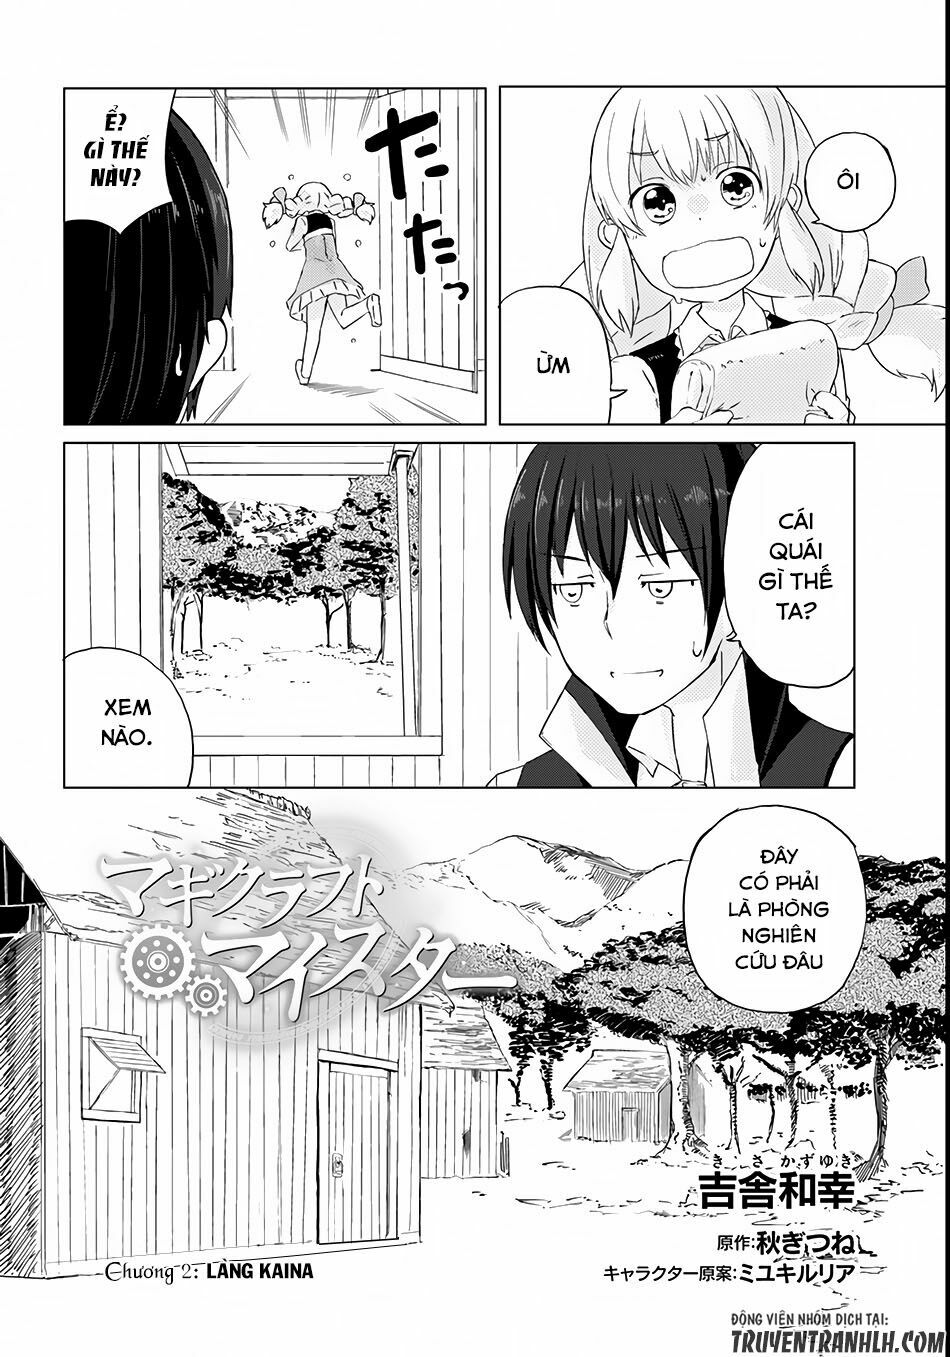 ÔI
ỪM
Ể?
GÌ THẾ
NÀY?
たたたっ
CÁI
QUÁI
GÌ THẾ
TA?
XEM
NÀO.
ĐÂY
CÓ PHẢI
LÀ PHÒNG
NGHIÊN
CỨU ĐÂU
マギクラフト
マイスター
きさかずゆき
吉舎和幸
原作:秋ぎつね
キャラクター原案:ミユキルリア
Chương 2: LÀNG KAINA
ĐỘNG VIÊN NHÓM DỊCH TẠI:
TRUYENTRANHLH.COM